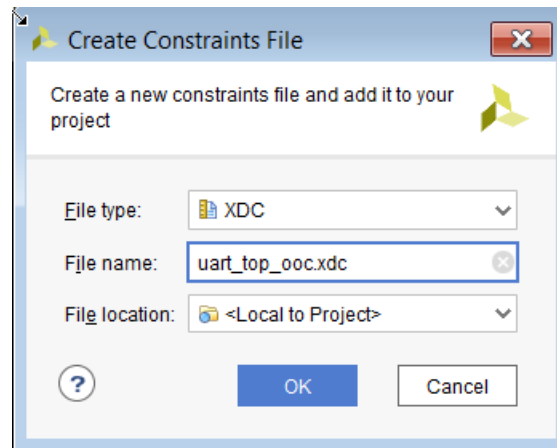 Create Constraints File
Create a new constraints file and add it to your
project
File type: XDC
File name: uart_top_ooc.xdc
File location: <Local to Project>
? OK Cancel